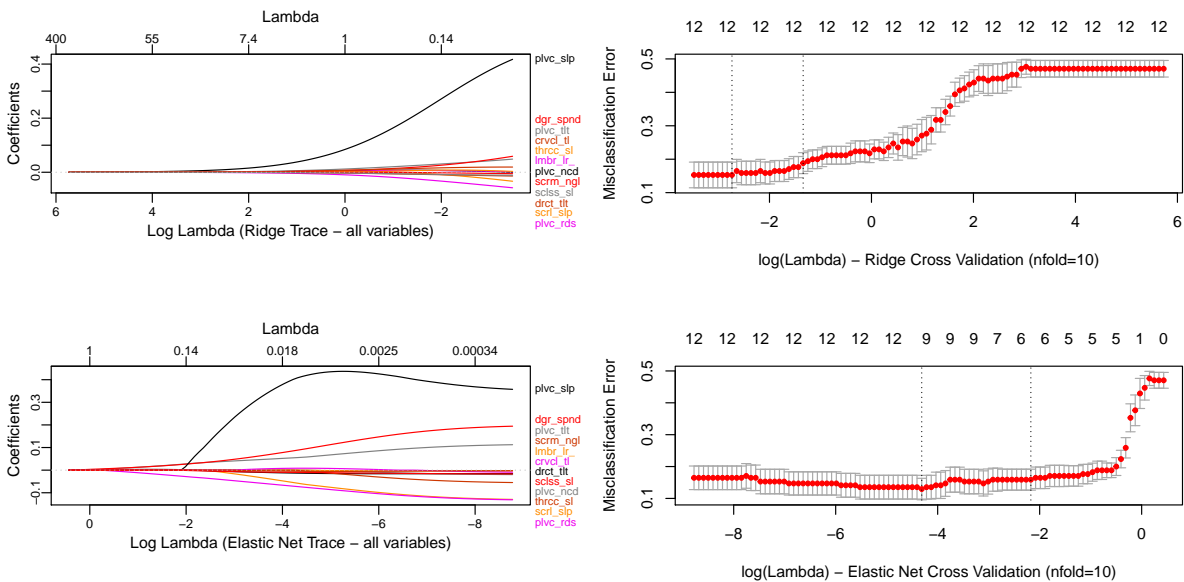 Lambda
400 55 7.4 1 0.14
Coefficients
0.0 0.2 0.4
plvc_slp
dgr_spnd
plvc_tlt
crvcl_tl
thrcc_sl
lmbr_lr_
plvc_ncd
scrm_ngl
sclss_sl
drct_tlt
scrl_slp
plvc_rds
6 4 2 0 −2
Log Lambda (Ridge Trace − all variables)
12 12 12 12 12 12 12 12 12 12 12 12 12 12 12 12
Misclassification Error
0.1 0.3 0.5
−2 0 2 4 6
log(Lambda) − Ridge Cross Validation (nfold=10)
Lambda
1 0.14 0.018 0.0025 0.00034
Coefficients
−0.1 0.1 0.3
plvc_slp
dgr_spnd
plvc_tlt
scrm_ngl
lmbr_lr_
crvcl_tl
drct_tlt
sclss_sl
plvc_ncd
thrcc_sl
scrl_slp
plvc_rds
0 −2 −4 −6 −8
Log Lambda (Elastic Net Trace − all variables)
12 12 12 12 12 12 12 9 9 9 7 6 6 5 5 5 1 0
Misclassification Error
0.1 0.3 0.5
−8 −6 −4 −2 0
log(Lambda) − Elastic Net Cross Validation (nfold=10)